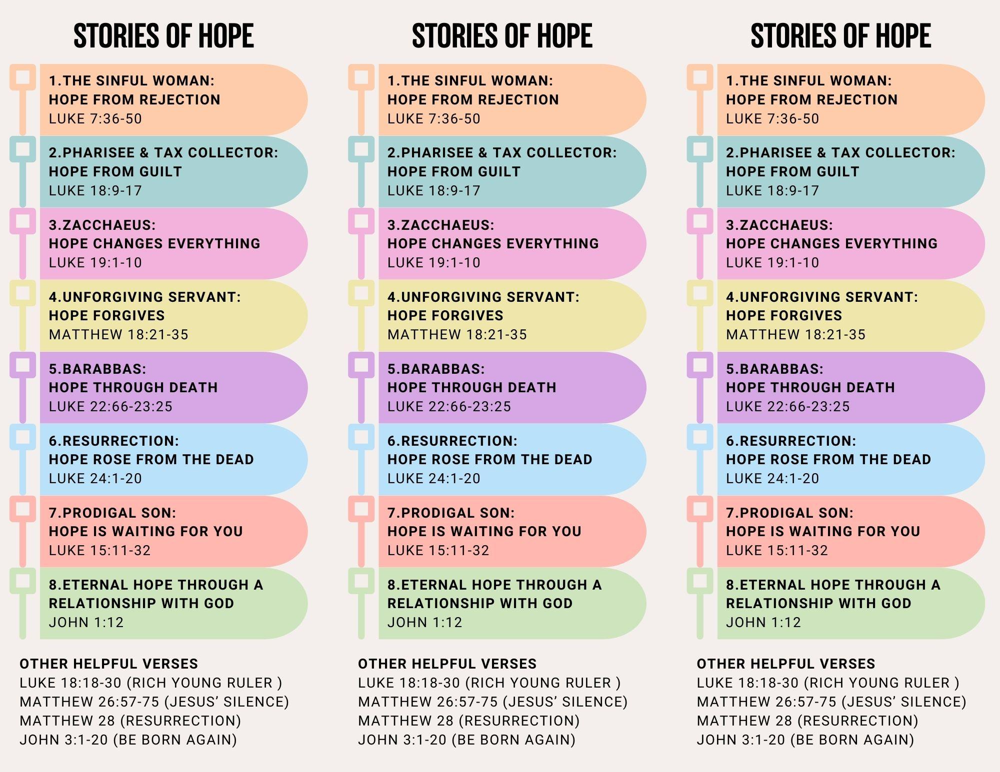 STORIES OF HOPE
1.THE SINFUL WOMAN:
HOPE FROM REJECTION
LUKE 7:36-50
2.PHARISEE & TAX COLLECTOR:
HOPE FROM GUILT
LUKE 18:9-17
3.ZACCHAEUS:
HOPE CHANGES EVERYTHING
LUKE 19:1-10
4.UNFORGIVING SERVANT:
HOPE FORGIVES
MATTHEW 18:21-35
5.BARABBAS:
HOPE THROUGH DEATH
LUKE 22:66-23:25
6.RESURRECTION:
HOPE ROSE FROM THE DEAD
LUKE 24:1-20
7.PRODIGAL SON:
HOPE IS WAITING FOR YOU
LUKE 15:11-32
8.ETERNAL HOPE THROUGH A
RELATIONSHIP WITH GOD
JOHN 1:12
OTHER HELPFUL VERSES
LUKE 18:18-30 (RICH YOUNG RULER )
MATTHEW 26:57-75 (JESUS’ SILENCE)
MATTHEW 28 (RESURRECTION)
JOHN 3:1-20 (BE BORN AGAIN)
STORIES OF HOPE
1.THE SINFUL WOMAN:
HOPE FROM REJECTION
LUKE 7:36-50
2.PHARISEE & TAX COLLECTOR:
HOPE FROM GUILT
LUKE 18:9-17
3.ZACCHAEUS:
HOPE CHANGES EVERYTHING
LUKE 19:1-10
4.UNFORGIVING SERVANT:
HOPE FORGIVES
MATTHEW 18:21-35
5.BARABBAS:
HOPE THROUGH DEATH
LUKE 22:66-23:25
6.RESURRECTION:
HOPE ROSE FROM THE DEAD
LUKE 24:1-20
7.PRODIGAL SON:
HOPE IS WAITING FOR YOU
LUKE 15:11-32
8.ETERNAL HOPE THROUGH A
RELATIONSHIP WITH GOD
JOHN 1:12
OTHER HELPFUL VERSES
LUKE 18:18-30 (RICH YOUNG RULER )
MATTHEW 26:57-75 (JESUS’ SILENCE)
MATTHEW 28 (RESURRECTION)
JOHN 3:1-20 (BE BORN AGAIN)
STORIES OF HOPE
1.THE SINFUL WOMAN:
HOPE FROM REJECTION
LUKE 7:36-50
2.PHARISEE & TAX COLLECTOR:
HOPE FROM GUILT
LUKE 18:9-17
3.ZACCHAEUS:
HOPE CHANGES EVERYTHING
LUKE 19:1-10
4.UNFORGIVING SERVANT:
HOPE FORGIVES
MATTHEW 18:21-35
5.BARABBAS:
HOPE THROUGH DEATH
LUKE 22:66-23:25
6.RESURRECTION:
HOPE ROSE FROM THE DEAD
LUKE 24:1-20
7.PRODIGAL SON:
HOPE IS WAITING FOR YOU
LUKE 15:11-32
8.ETERNAL HOPE THROUGH A
RELATIONSHIP WITH GOD
JOHN 1:12
OTHER HELPFUL VERSES
LUKE 18:18-30 (RICH YOUNG RULER )
MATTHEW 26:57-75 (JESUS’ SILENCE)
MATTHEW 28 (RESURRECTION)
JOHN 3:1-20 (BE BORN AGAIN)